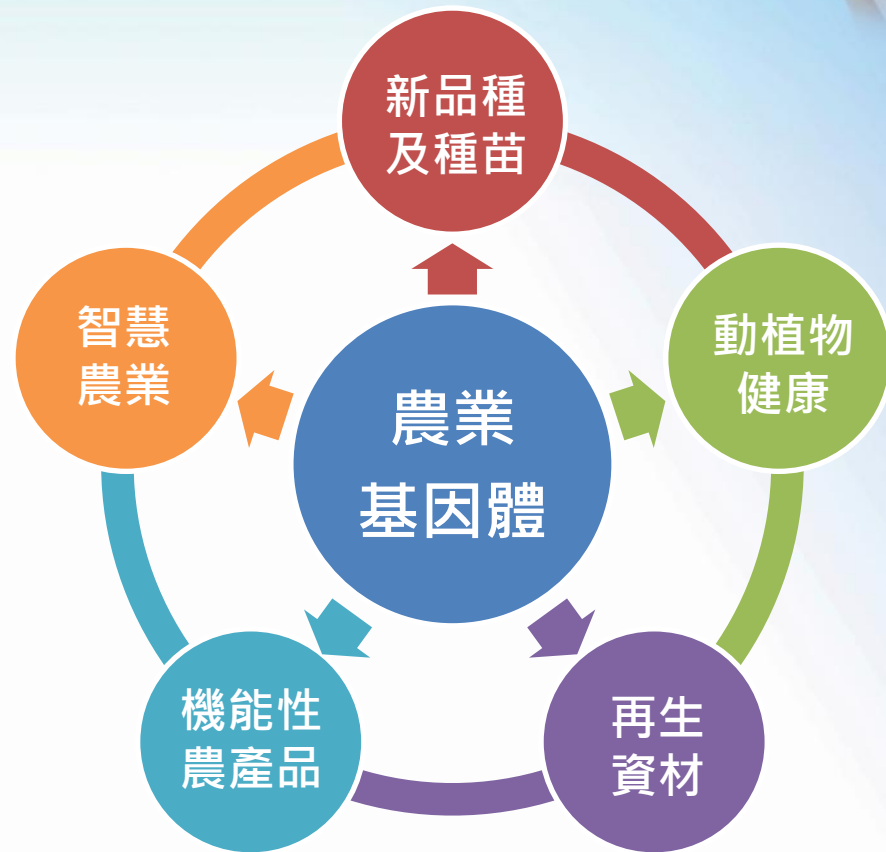 新品種
及種苗
智慧
農業
動植物
健康
農業
基因體
機能性
農產品
再生
資材